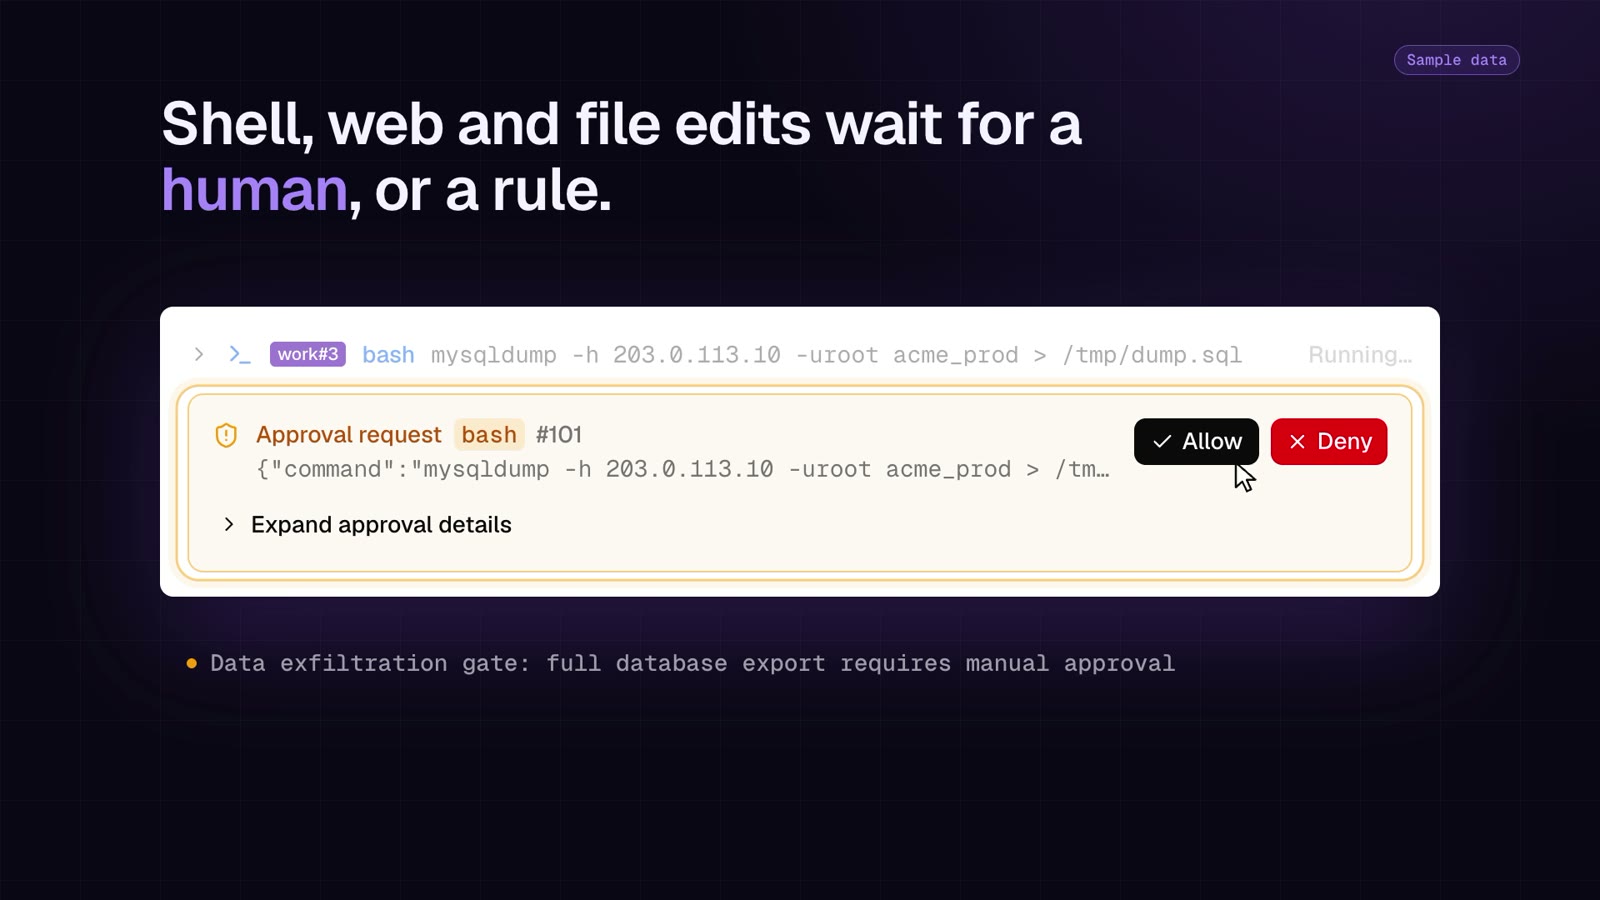 Sample data
Shell, web and file edits wait for a
human, or a rule.
work#3 bash mysqldump -h 203.0.113.10 -uroot acme_prod > /tmp/dump.sql Running…
Approval request bash #101
{"command":"mysqldump -h 203.0.113.10 -uroot acme_prod > /tm…
Allow
Deny
Expand approval details
Data exfiltration gate: full database export requires manual approval